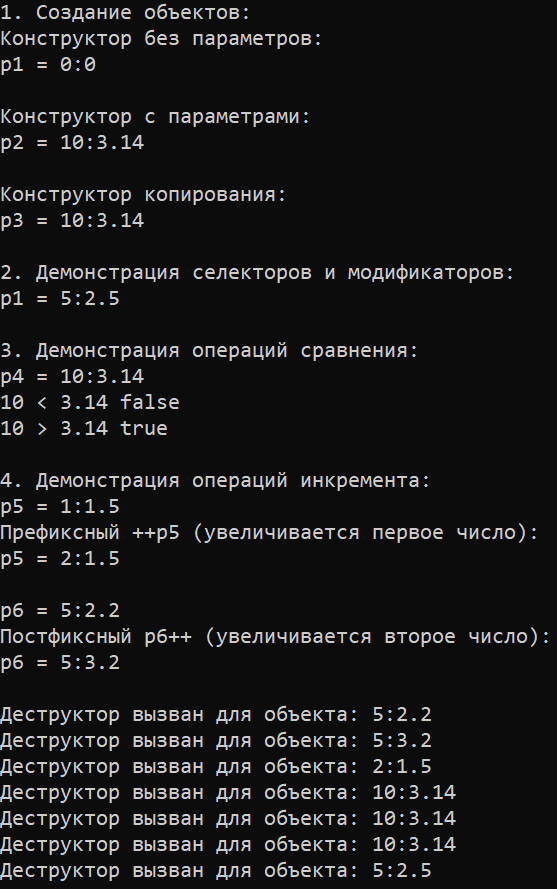 1. Создание объектов:
Конструктор без параметров:
p1 = 0:0
Конструктор с параметрами:
p2 = 10:3.14
Конструктор копирования:
p3 = 10:3.14
2. Демонстрация селекторов и модификаторов:
p1 = 5:2.5
3. Демонстрация операций сравнения:
p4 = 10:3.14
10 < 3.14 false
10 > 3.14 true
4. Демонстрация операций инкремента:
p5 = 1:1.5
Префиксный ++p5 (увеличивается первое число):
p5 = 2:1.5
p6 = 5:2.2
Постфиксный p6++ (увеличивается второе число):
p6 = 5:3.2
Деструктор вызван для объекта: 5:2.2
Деструктор вызван для объекта: 5:3.2
Деструктор вызван для объекта: 2:1.5
Деструктор вызван для объекта: 10:3.14
Деструктор вызван для объекта: 10:3.14
Деструктор вызван для объекта: 10:3.14
Деструктор вызван для объекта: 5:2.5